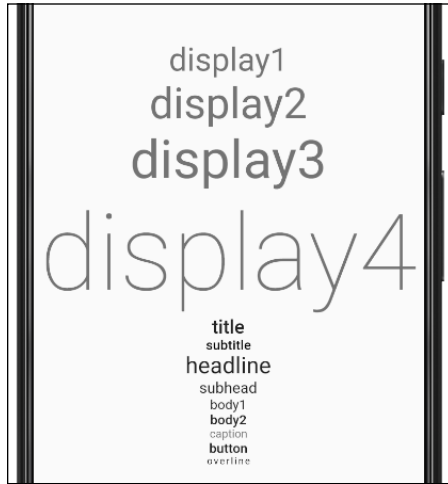 display1
display2
display3
display4
title
subtitle
headline
subhead
body1
body2
caption
button
overline